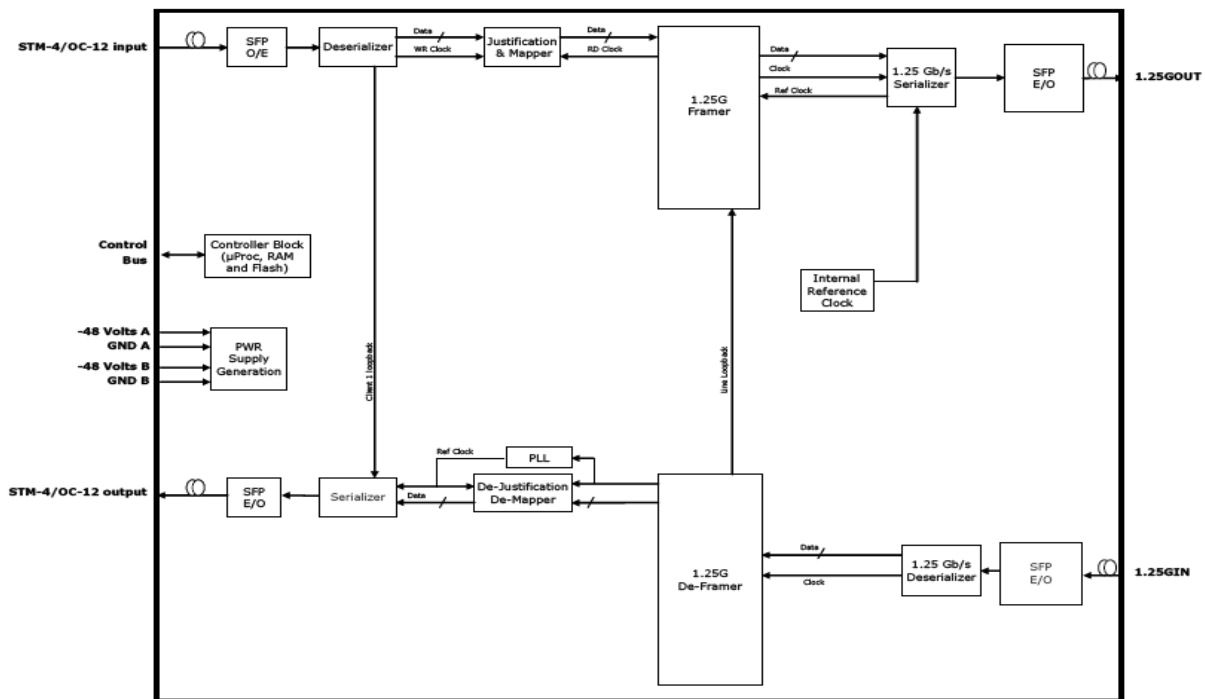 STM-4/OC-12 input
SFP
O/E
Deserializer
Data
WR Clock
Justification
& Mapper
Data
RD Clock
1.25G
Framer
Data
Clock
Ref Clock
1.25 Gb/s
Serializer
SFP
E/O
1.25GOUT
Control
Bus
Controller Block
(µProc, RAM
and Flash)
Internal
Reference
Clock
-48 Volts A
GND A
-48 Volts B
GND B
PWR
Supply
Generation
Client 1 loopback
Line Loopback
STM-4/OC-12 output
SFP
E/O
Serializer
Ref Clock
Data
PLL
De-Justification
De-Mapper
1.25G
De-Framer
Data
Clock
1.25 Gb/s
Deserializer
SFP
E/O
1.25GIN